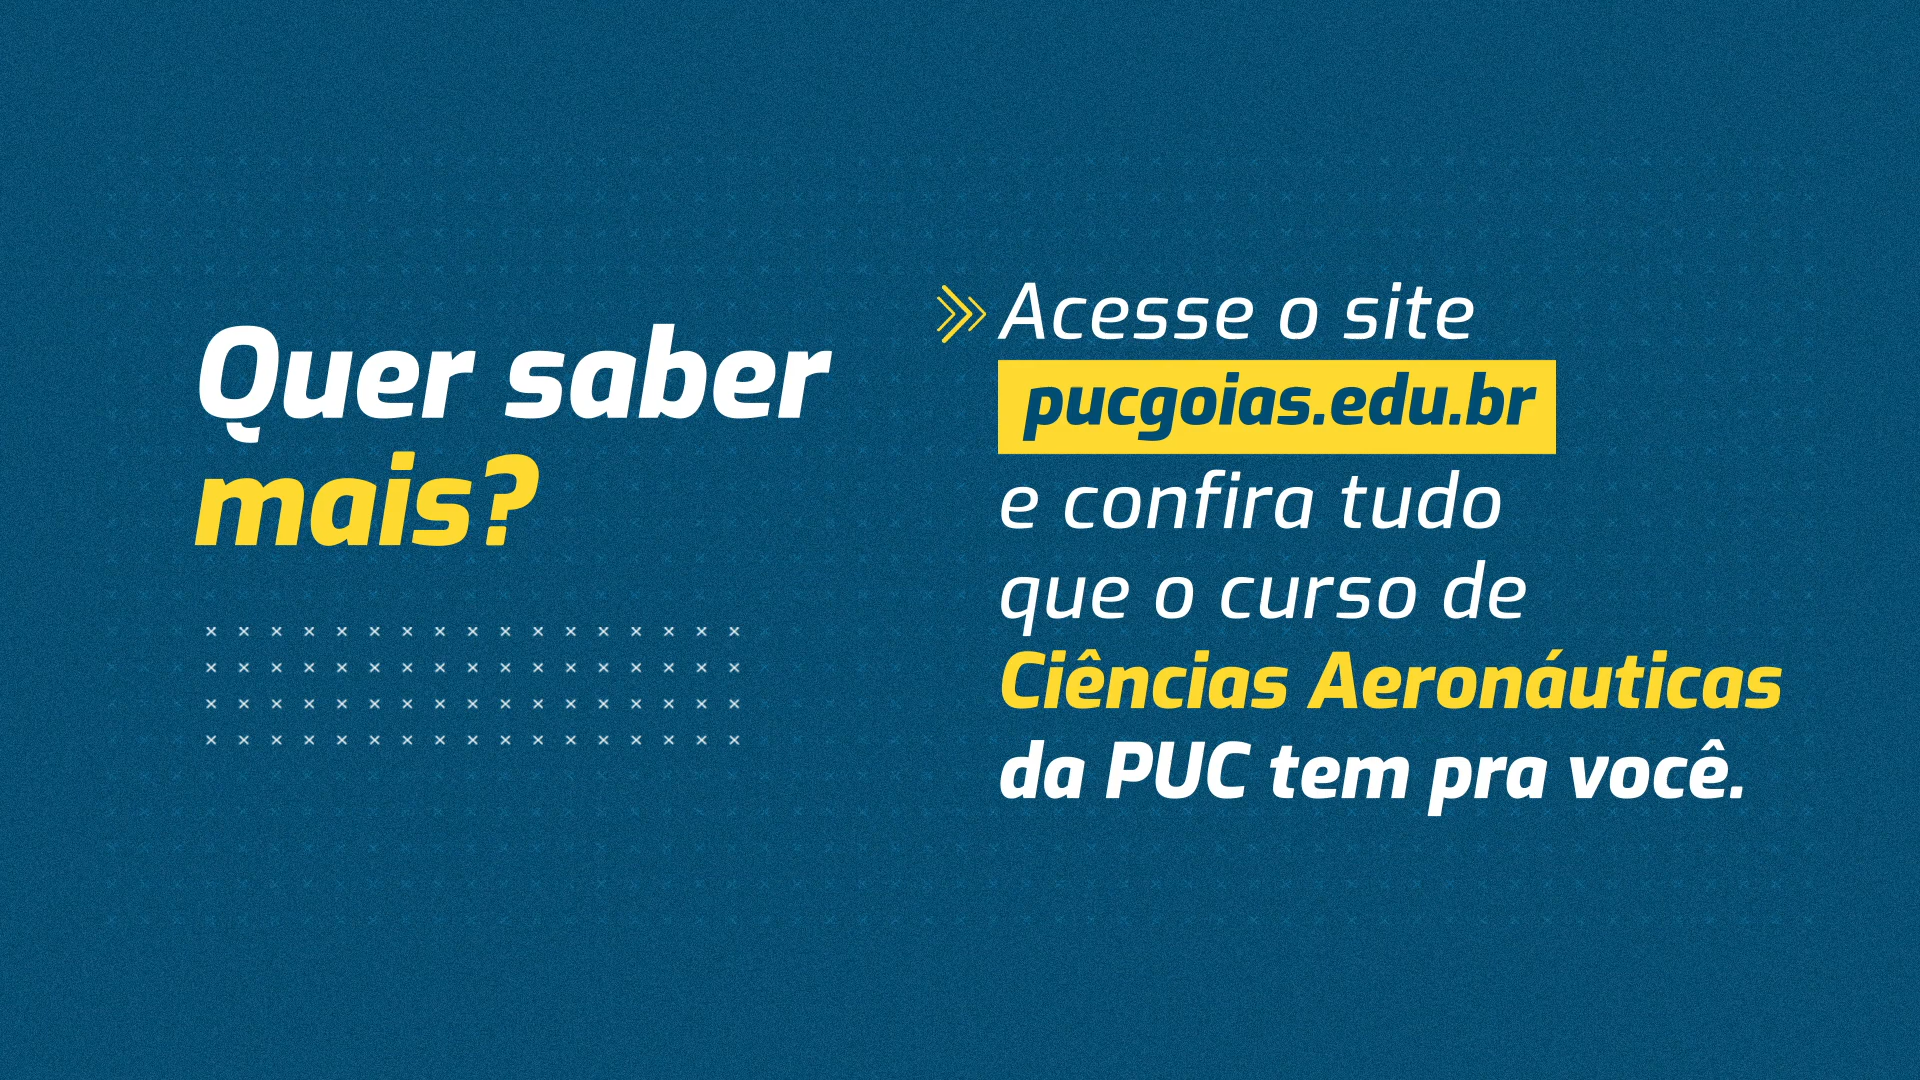 Quer saber
mais?
Acesse o site
pucgoias.edu.br
e confira tudo
que o curso de
Ciências Aeronáuticas
da PUC tem pra você.